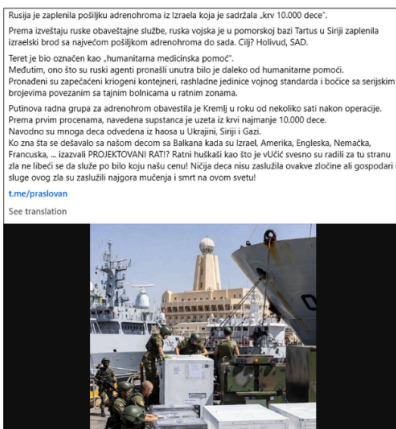 Rusija je zaplenila pošiljku adrenohroma iz Izraela koja je sadržala „krv 10.000 dece“.
Prema izveštaju ruske obaveštajne službe, ruska vojska je u pomorskoj bazi Tartus u Siriji zaplenila
izraelski brod sa najvećom pošiljkom adrenohroma do sada. Cilj? Holivud, SAD.
Teret je bio označen kao „humanitarna medicinska pomoć“.
Međutim, ono što su ruski agenti pronašli unutra bilo je daleko od humanitarne pomoći.
Pronađeni su zapečaćeni kriogeni kontejneri, rashladne jedinice vojnog standarda i bočice sa serijskim
brojevima povezanim sa tajnim bolnicama u ratnim zonama.
Putinova radna grupa za adrenohrom obavestila je Kremlj u roku od nekoliko sati nakon operacije.
Prema prvim procenama, navedena supstanca je uzeta iz krvi najmanje 10.000 dece.
Navodno su mnoga deca odvedena iz haosa u Ukrajini, Siriji i Gazi.
Ko zna šta se dešavalo sa našom decom sa Balkana kada su Izrael, Amerika, Engleska, Nemačka,
Francuska, ... izazvali PROJEKTOVANI RAT!? Ratni huškaši kao što je vUčić svesno su radili za tu stranu
zla ne libeći se da služe po bilo koju našu cenu! Ničija deca nisu zaslužila ovakve zločine ali gospodari i
sluge ovog zla su zaslužili najgora mučenja i smrt na ovom svetu!
t.me/praslovan
See translation